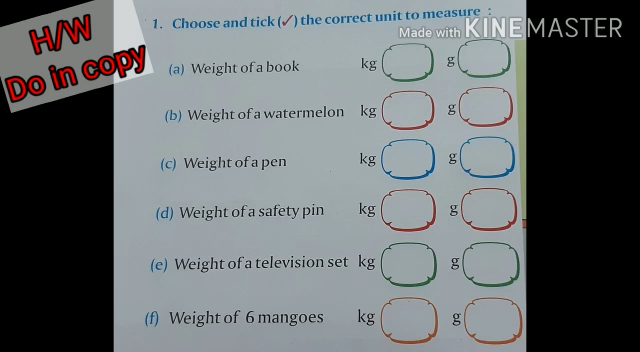 H/W
Do in copy
1. Choose and tick (✓) the correct unit to measure :
Made with KINEMASTER
(a) Weight of a book kg g
(b) Weight of a watermelon kg g
(c) Weight of a pen kg g
(d) Weight of a safety pin kg g
(e) Weight of a television set kg g
(f) Weight of 6 mangoes kg g